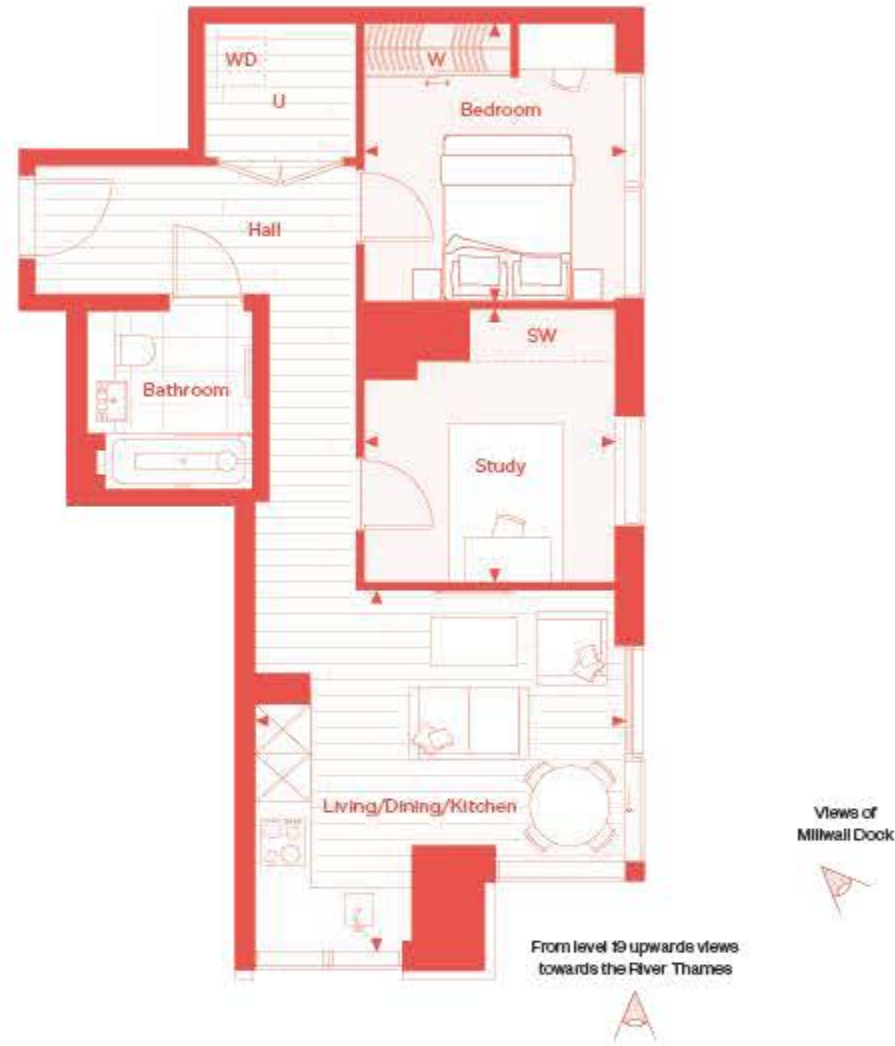 WD
W
U
Bedroom
Hall
SW
Bathroom
Study
Living/Dining/Kitchen
Views of
Millwall Dock
From level 19 upwards views
towards the River Thames